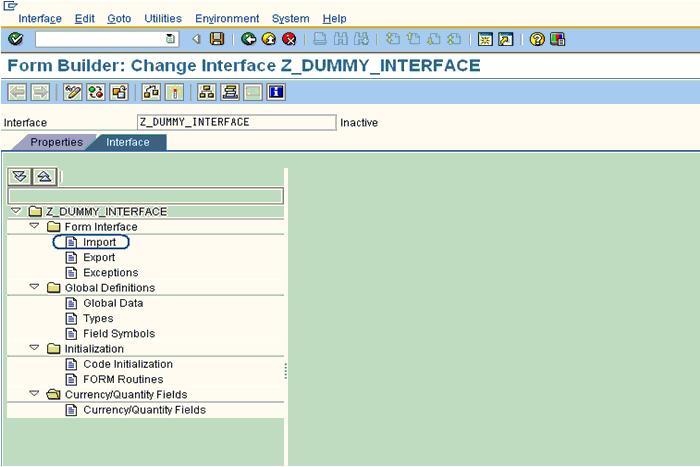 Interface Edit Goto Utilities Environment System Help
Form Builder: Change Interface Z_DUMMY_INTERFACE
Interface Z_DUMMY_INTERFACE Inactive
Properties Interface
Z_DUMMY_INTERFACE
Form Interface
Import
Export
Exceptions
Global Definitions
Global Data
Types
Field Symbols
Initialization
Code Initialization
FORM Routines
Currency/Quantity Fields
Currency/Quantity Fields